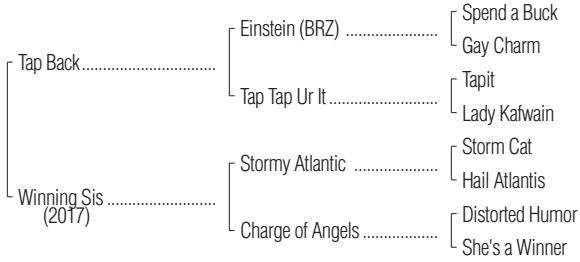 Spend a Buck
Einstein (BRZ) ....................
Gay Charm
Tap Back .............................
Tapit
Tap Tap Ur It ........................
Lady Kafwain
Storm Cat
Stormy Atlantic ..................
Hail Atlantis
Winning Sis ........................
(2017)
Distorted Humor
Charge of Angels ................
She's a Winner